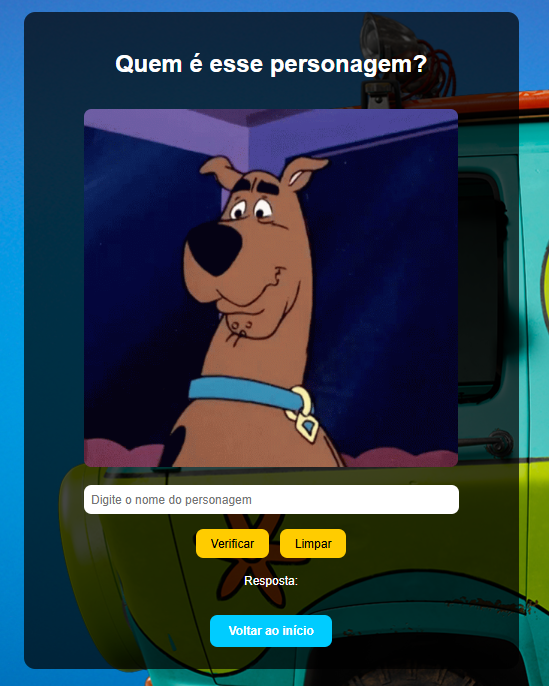 Quem é esse personagem?
Digite o nome do personagem
Verificar
Limpar
Resposta:
Voltar ao início